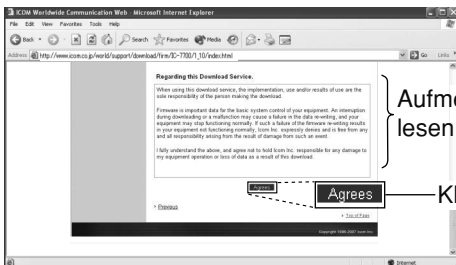 ICOM Worldwide Communication Web - Microsoft Internet Explorer
File Edit View Favorites Tools Help
Back Search Favorites Media
Address http://www.icom.co.jp/world/support/download/firm/IC-7700/1_10/index.html Go Links
Regarding this Download Service.
When using this download service, the implementation, use and/or results of use are the
sole responsibility of the person making the download.
Firmware is important data for the basic system control of your equipment. An interruption
during downloading or a malfunction may cause a failure in the data re-writing, and your
equipment may stop functioning normally. If such a failure of the firmware re-writing results
in your equipment not functioning normally, Icom Inc. expressly denies and is free from any
and all responsibility arising from the result of damage from such an event.
I fully understand the above, and agree not to hold Icom Inc. responsible for any damage to
my equipment operation or loss of data as a result of this download.
Aufme
lesen
Agrees
Agrees
Kl
Previous
Top of Page
Copyright 1998-2007 Icom Inc.
Internet